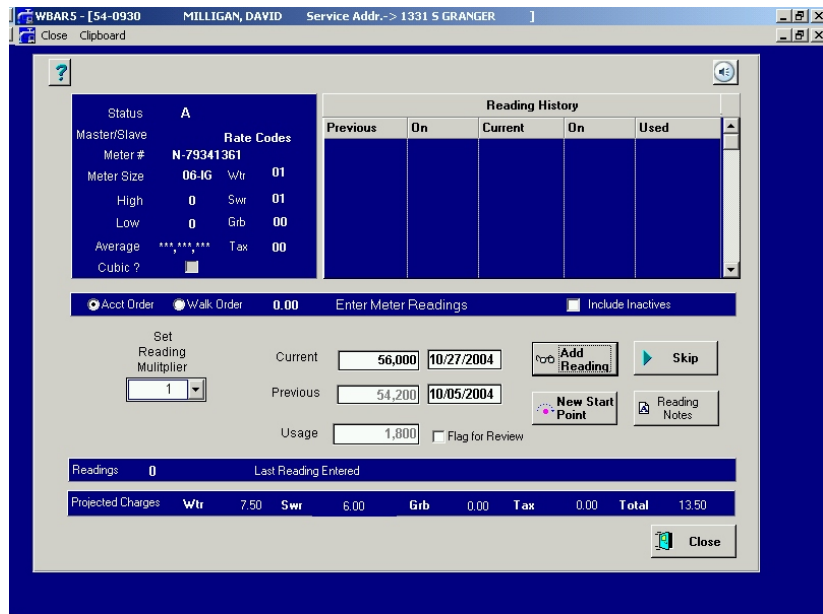 WBAR5 - [54-0930 MILLIGAN, DAVID Service Addr.-> 1331 S GRANGER ]
Close Clipboard
?
Reading History
Previous On Current On Used
Status A
Master/Slave Rate Codes
Meter # N-79341361
Meter Size 06-IG Wtr 01
High 0 Swr 01
Low 0 Grb 00
Average ***,***,*** Tax 00
Cubic ?
Acct Order Walk Order 0.00 Enter Meter Readings Include Inactives
Set
Reading
Mulitplier
1
Current 56,000 10/27/2004
Add
Reading
Skip
Previous 54,200 10/05/2004
New Start
Point
Reading
Notes
Usage 1,800 Flag for Review
Readings 0 Last Reading Entered
Projected Charges Wtr 7.50 Swr 6.00 Grb 0.00 Tax 0.00 Total 13.50
Close